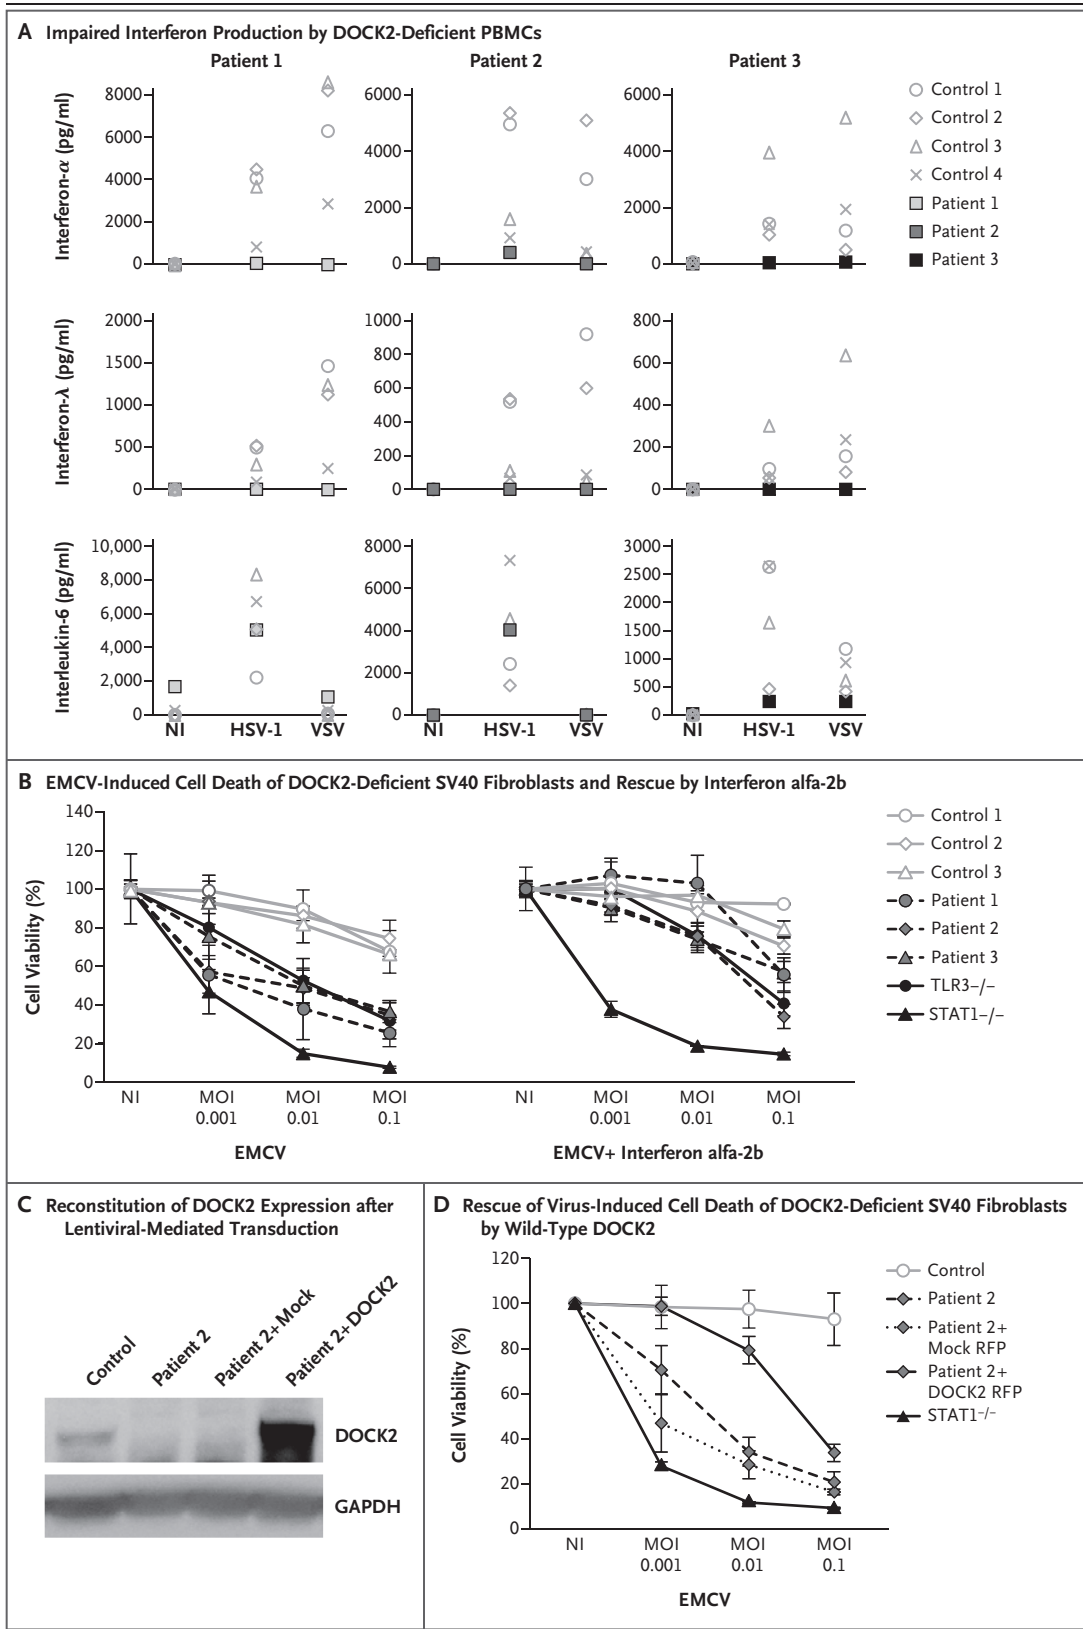 A Impaired Interferon Production by DOCK2-Deficient PBMCs
Patient 1
Patient 2
Patient 3
Interferon-α (pg/ml)
8000
6000
4000
2000
0
6000
4000
2000
0
6000
4000
2000
0
Control 1
Control 2
Control 3
Control 4
Patient 1
Patient 2
Patient 3
Interferon-λ (pg/ml)
2000
1500
1000
500
0
1000
800
600
400
200
0
800
600
400
200
0
Interleukin-6 (pg/ml)
10,000
8,000
6,000
4,000
2,000
0
8000
6000
4000
2000
0
3000
2500
2000
1500
1000
500
0
NI HSV-1 VSV
NI HSV-1 VSV
NI HSV-1 VSV
B EMCV-Induced Cell Death of DOCK2-Deficient SV40 Fibroblasts and Rescue by Interferon alfa-2b
Cell Viability (%)
140
120
100
80
60
40
20
0
NI MOI MOI MOI
0.001 0.01 0.1
EMCV
NI MOI MOI MOI
0.001 0.01 0.1
EMCV+ Interferon alfa-2b
Control 1
Control 2
Control 3
Patient 1
Patient 2
Patient 3
TLR3−/−
STAT1−/−
C Reconstitution of DOCK2 Expression after
Lentiviral-Mediated Transduction
Control
Patient 2
Patient 2+Mock
Patient 2+DOCK2
DOCK2
GAPDH
D Rescue of Virus-Induced Cell Death of DOCK2-Deficient SV40 Fibroblasts
by Wild-Type DOCK2
Cell Viability (%)
120
100
80
60
40
20
0
NI MOI MOI MOI
0.001 0.01 0.1
EMCV
Control
Patient 2
Patient 2+
Mock RFP
Patient 2+
DOCK2 RFP
STAT1−/−